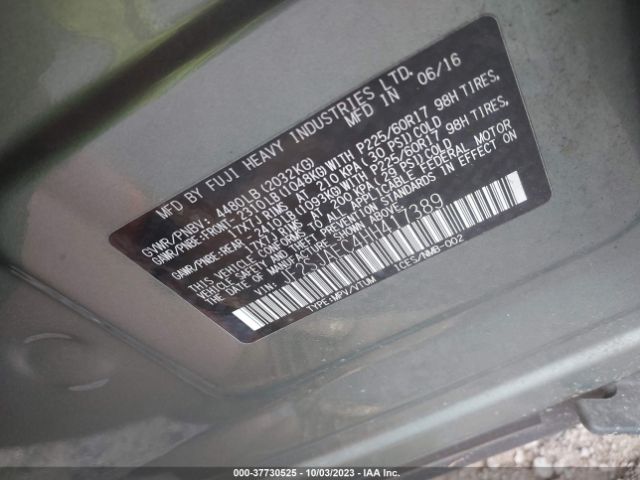 MFD BY FUJI HEAVY INDUSTRIES LTD.
MFD IN 06/16
GVWR/PNBV: 4480LB(2032KG)
GAWR/PNBE:FRONT- 2310LB(1048KG)WITH P225/60R17 98H TIRES,
17X7J RIMS AT 210 KPA( 30 PSI)COLD
GAWR/PNBE:REAR - 2410LB(1093KG)WITH P225/60R17 98H TIRES,
17X7J RIMS AT 200 KPA( 29 PSI)COLD
THIS VEHICLE CONFORMS TO ALL APPLICABLE FEDERAL MOTOR
VEHICLE SAFETY AND THEFT PREVENTION STANDARDS IN EFFECT ON
THE DATE OF MANUFACTURE SHOWN ABOVE.
VIN:
TYPE:MPV/VTUM ICES/NMB-002
000-37730525 - 10/03/2023 - IAA Inc.